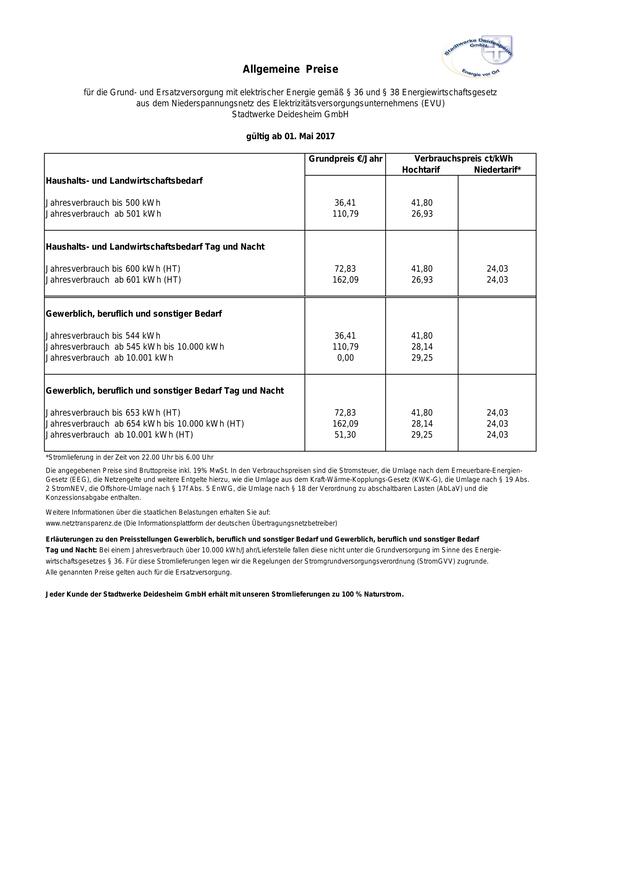 Stadtwerke Deidesheim
GmbH
Energie vor Ort
Allgemeine Preise
für die Grund- und Ersatzversorgung mit elektrischer Energie gemäß § 36 und § 38 Energiewirtschaftsgesetz
aus dem Niederspannungsnetz des Elektrizitätsversorgungsunternehmens (EVU)
Stadtwerke Deidesheim GmbH
gültig ab 01. Mai 2017
Grundpreis €/Jahr Verbrauchspreis ct/kWh
Hochtarif Niedertarif*
Haushalts- und Landwirtschaftsbedarf
Jahresverbrauch bis 500 kWh 36,41 41,80
Jahresverbrauch ab 501 kWh 110,79 26,93
Haushalts- und Landwirtschaftsbedarf Tag und Nacht
Jahresverbrauch bis 600 kWh (HT) 72,83 41,80 24,03
Jahresverbrauch ab 601 kWh (HT) 162,09 26,93 24,03
Gewerblich, beruflich und sonstiger Bedarf
Jahresverbrauch bis 544 kWh 36,41 41,80
Jahresverbrauch ab 545 kWh bis 10.000 kWh 110,79 28,14
Jahresverbrauch ab 10.001 kWh 0,00 29,25
Gewerblich, beruflich und sonstiger Bedarf Tag und Nacht
Jahresverbrauch bis 653 kWh (HT) 72,83 41,80 24,03
Jahresverbrauch ab 654 kWh bis 10.000 kWh (HT) 162,09 28,14 24,03
Jahresverbrauch ab 10.001 kWh (HT) 51,30 29,25 24,03
*Stromlieferung in der Zeit von 22.00 Uhr bis 6.00 Uhr
Die angegebenen Preise sind Bruttopreise inkl. 19% MwSt. In den Verbrauchspreisen sind die Stromsteuer, die Umlage nach dem Erneuerbare-Energien-
Gesetz (EEG), die Netzengelte und weitere Entgelte hierzu, wie die Umlage aus dem Kraft-Wärme-Kopplungs-Gesetz (KWK-G), die Umlage nach § 19 Abs.
2 StromNEV, die Offshore-Umlage nach § 17f Abs. 5 EnWG, die Umlage nach § 18 der Verordnung zu abschaltbaren Lasten (AbLaV) und die
Konzessionsabgabe enthalten.
Weitere Informationen über die staatlichen Belastungen erhalten Sie auf:
www.netztransparenz.de (Die Informationsplattform der deutschen Übertragungsnetzbetreiber)
Erläuterungen zu den Preisstellungen Gewerblich, beruflich und sonstiger Bedarf und Gewerblich, beruflich und sonstiger Bedarf
Tag und Nacht: Bei einem Jahresverbrauch über 10.000 kWh/Jahr/Lieferstelle fallen diese nicht unter die Grundversorgung im Sinne des Energie-
wirtschaftsgesetzes § 36. Für diese Stromlieferungen legen wir die Regelungen der Stromgrundversorgungsverordnung (StromGVV) zugrunde.
Alle genannten Preise gelten auch für die Ersatzversorgung.
Jeder Kunde der Stadtwerke Deidesheim GmbH erhält mit unseren Stromlieferungen zu 100 % Naturstrom.